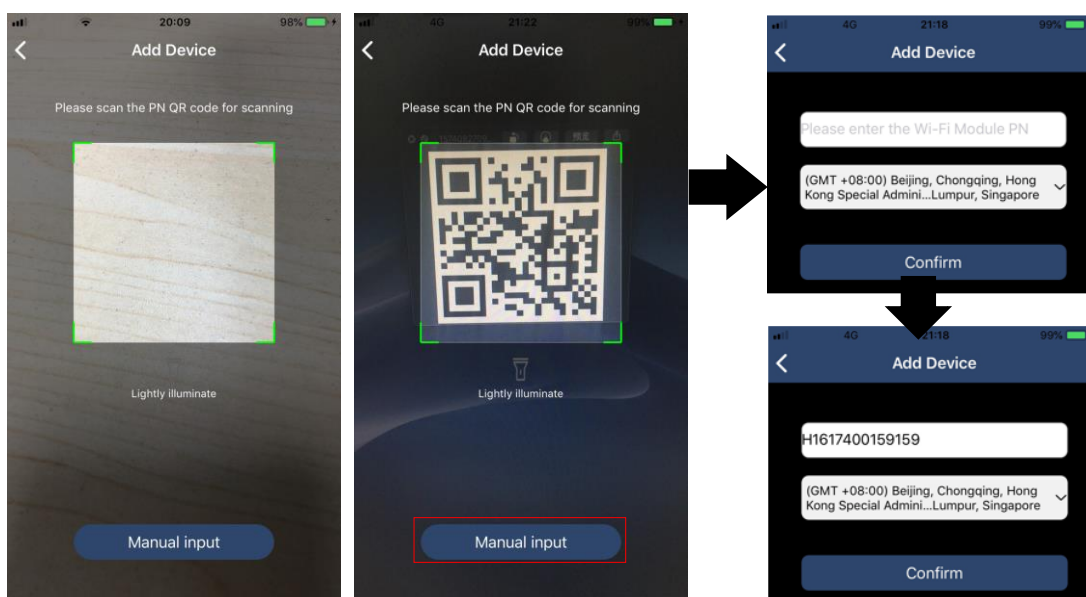 20:09
98%
Add Device
Please scan the PN QR code for scanning
Lightly illuminate
Manual input
4G
21:22
99%
Add Device
Please scan the PN QR code for scanning
Lightly illuminate
Manual input
4G
21:18
99%
Add Device
Please enter the Wi-Fi Module PN
(GMT +08:00) Beijing, Chongqing, Hong
Kong Special Admini...Lumpur, Singapore
Confirm
4G
21:18
99%
Add Device
H1617400159159
(GMT +08:00) Beijing, Chongqing, Hong
Kong Special Admini...Lumpur, Singapore
Confirm